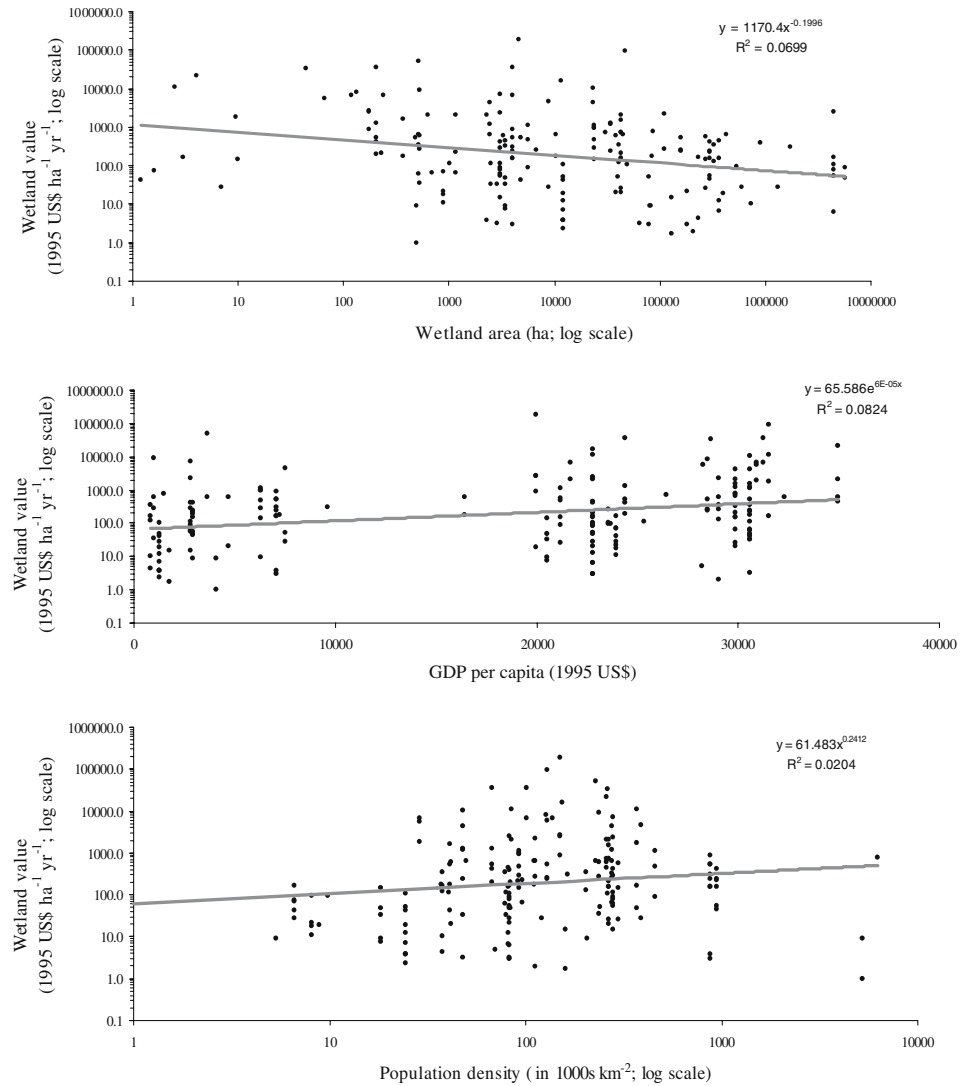 y = 1170.4x^-0.1996
R² = 0.0699
1000000.0
100000.0
10000.0
1000.0
100.0
10.0
1.0
0.1
Wetland value
(1995 US$ ha⁻¹ yr⁻¹; log scale)
1 10 100 1000 10000 100000 1000000 10000000
Wetland area (ha; log scale)
y = 65.586e^6E-05x
R² = 0.0824
1000000.0
100000.0
10000.0
1000.0
100.0
10.0
1.0
0.1
Wetland value
(1995 US$ ha⁻¹ yr⁻¹; log scale)
0 10000 20000 30000 40000
GDP per capita (1995 US$)
y = 61.483x^0.2412
R² = 0.0204
1000000.0
100000.0
10000.0
1000.0
100.0
10.0
1.0
0.1
Wetland value
(1995 US$ ha⁻¹ yr⁻¹; log scale)
1 10 100 1000 10000
Population density ( in 1000s km⁻²; log scale)